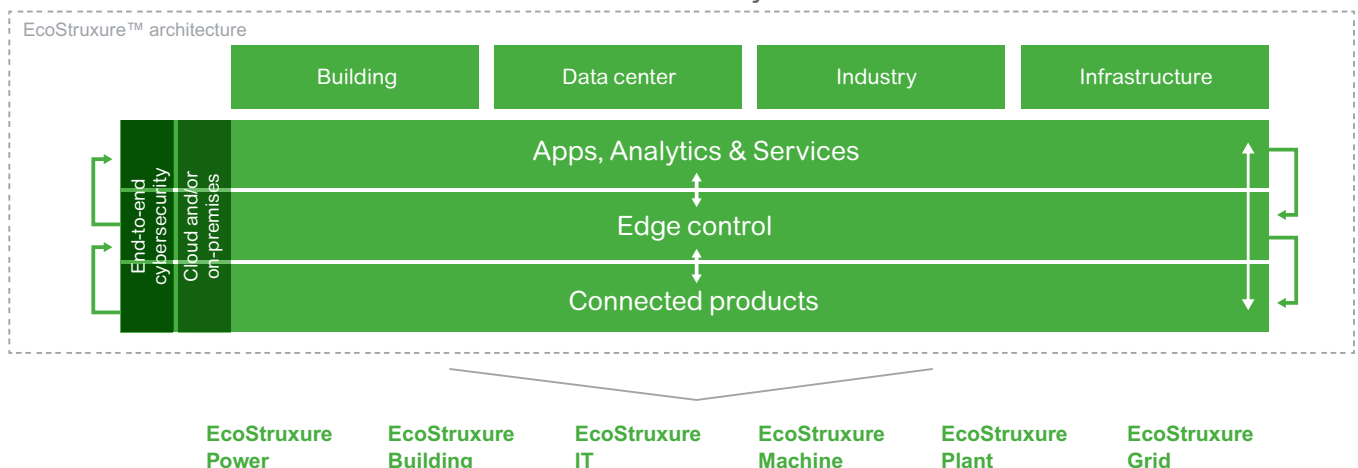 EcoStruxure™ architecture
Building
Data center
Industry
Infrastructure
End-to-end
cybersecurity
Cloud and/or
on-premises
Apps, Analytics & Services
Edge control
Connected products
EcoStruxure
Power
EcoStruxure
Building
EcoStruxure
IT
EcoStruxure
Machine
EcoStruxure
Plant
EcoStruxure
Grid